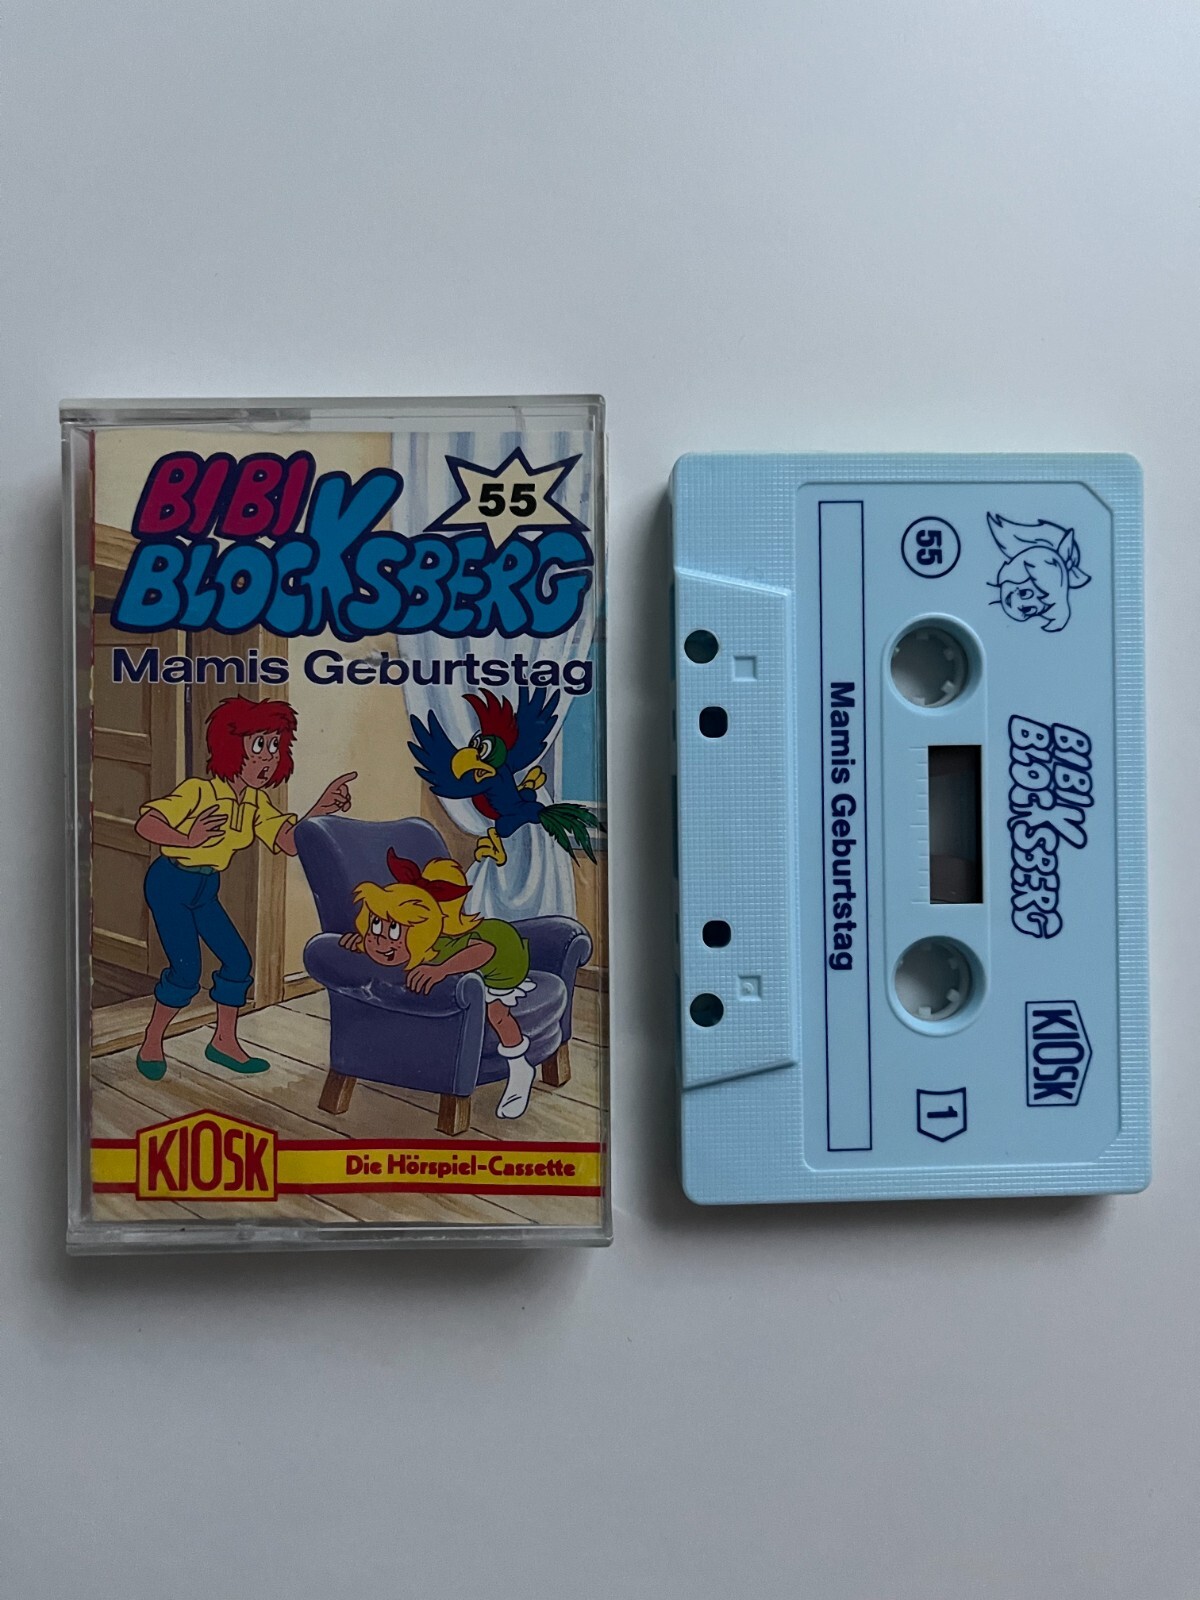 BIBI
BLOCKSBERG
55
Mamis Geburtstag
KIOSK
Die Hörspiel-Cassette
55
BIBI
BLOCKSBERG
Mamis Geburtstag
KIOSK
1